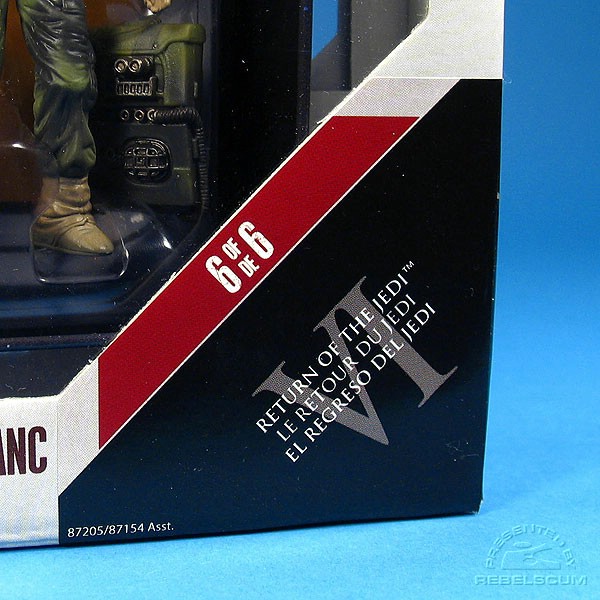 6 OF 6
DE
VI
RETURN OF THE JEDI™
LE RETOUR DU JEDI
EL REGRESO DEL JEDI
ANC
87205/87154 Asst.
PRESENTED BY
REBELSCUM